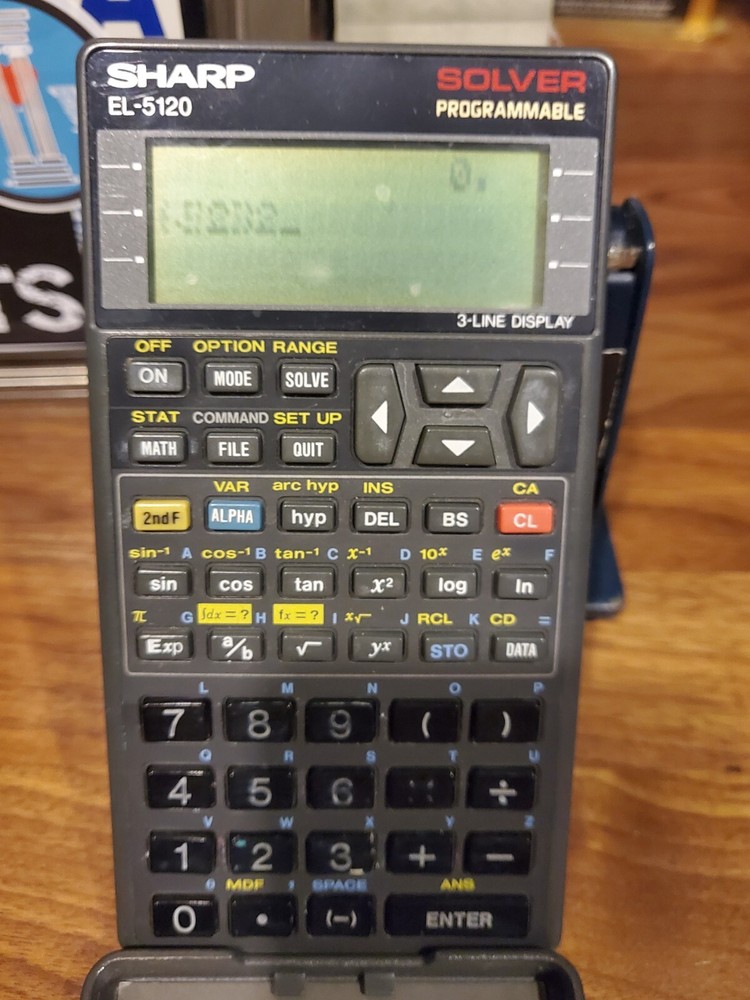 SHARP SOLVER
EL-5120 PROGRAMMABLE
0.
3-LINE DISPLAY
OFF OPTION RANGE
ON MODE SOLVE
STAT COMMAND SET UP
MATH FILE QUIT
VAR arc hyp INS CA
2ndF ALPHA hyp DEL BS CL
sin⁻¹ A cos⁻¹ B tan⁻¹ C x⁻¹ D 10ˣ E eˣ F
sin cos tan x² log ln
π G ∫dx=? H fx=? I ˣ√ J RCL K CD =
Exp a/b √ yˣ STO DATA
L M N O P
7 8 9 ( )
Q R S T U
4 5 6 ÷
V W X Y Z
1 2 3 + −
θ MDF , SPACE ANS
0 • (−) ENTER
TS